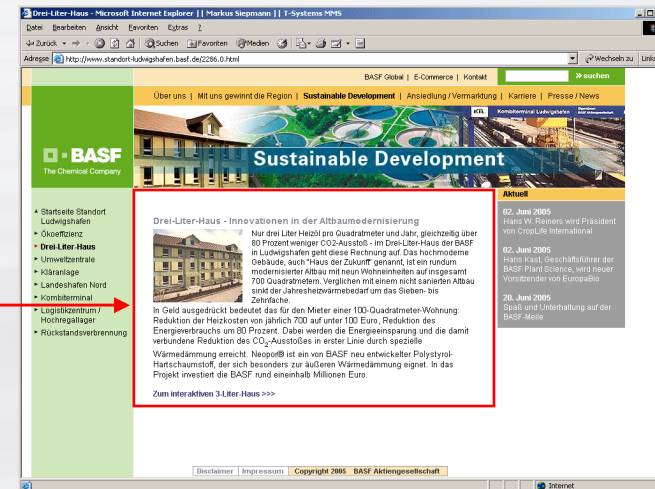 Drei-Liter-Haus - Microsoft Internet Explorer || Markus Siepmann || T-Systems MMS
Datei Bearbeiten Ansicht Favoriten Extras ?
Zurück Suchen Favoriten Medien
Adresse http://www.standort-ludwigshafen.basf.de/2286.0.html Wechseln zu Links
BASF Global | E-Commerce | Kontakt suchen
Über uns | Mit uns gewinnt die Region | Sustainable Development | Ansiedlung / Vermarktung | Karriere | Presse / News
KTL Kombiterminal Ludwigshafen
BASF
The Chemical Company
Sustainable Development
Startseite Standort
Ludwigshafen
Ökoeffizienz
Drei-Liter-Haus
Umweltzentrale
Kläranlage
Landeshafen Nord
Kombiterminal
Logistikzentrum /
Hochregallager
Rückstandsverbrennung
Drei-Liter-Haus - Innovationen in der Altbaumodernisierung
Nur drei Liter Heizöl pro Quadratmeter und Jahr, gleichzeitig über
80 Prozent weniger CO2-Ausstoß - im Drei-Liter-Haus der BASF
in Ludwigshafen geht diese Rechnung auf. Das hochmoderne
Gebäude, auch "Haus der Zukunft" genannt, ist ein rundum
modernisierter Altbau mit neun Wohneinheiten auf insgesamt
700 Quadratmetern. Verglichen mit einem nicht sanierten Altbau
sinkt der Jahresheizwärmebedarf um das Sieben- bis
Zehnfache.
In Geld ausgedrückt bedeutet das für den Mieter einer 100-Quadratmeter-Wohnung:
Reduktion der Heizkosten von jährlich 700 auf unter 100 Euro, Reduktion des
Energieverbrauchs um 80 Prozent. Dabei werden die Energieeinsparung und die damit
verbundene Reduktion des CO2-Ausstoßes in erster Linie durch spezielle
Wärmedämmung erreicht. Neopor® ist ein von BASF neu entwickelter Polystyrol-
Hartschaumstoff, der sich besonders zur äußeren Wärmedämmung eignet. In das
Projekt investiert die BASF rund eineinhalb Millionen Euro.
Zum interaktiven 3-Liter-Haus >>>
Aktuell
02. Juni 2005
Hans W. Reiners wird Präsident
von CropLife International
02. Juni 2005
Hans Kast, Geschäftsführer der
BASF Plant Science, wird neuer
Vorsitzender von EuropaBio
20. Juni 2005
Spaß und Unterhaltung auf der
BASF-Meile
Disclaimer | Impressum | Copyright 2005 BASF Aktiengesellschaft
Internet